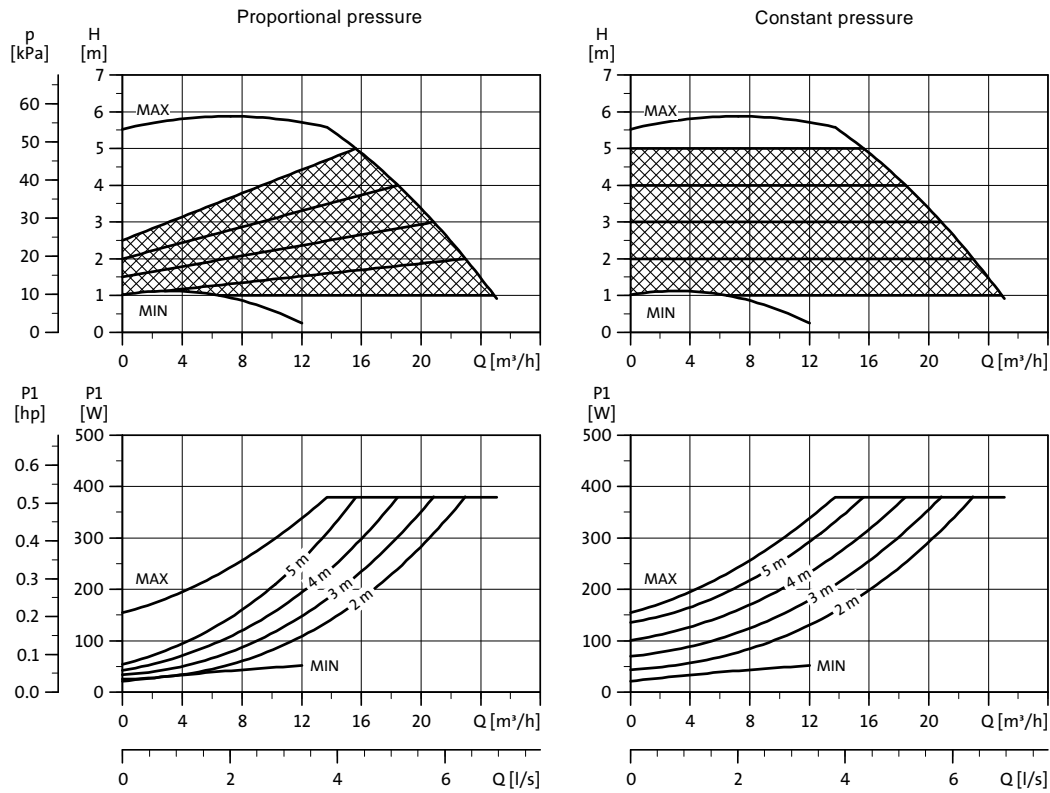 Proportional pressure
p
[kPa]
H
[m]
7
60
6
MAX
50
5
40
4
30
3
20
2
10
1
MIN
0
0
0 4 8 12 16 20 Q [m³/h]
Constant pressure
H
[m]
7
6
MAX
5
4
3
2
1
MIN
0
0 4 8 12 16 20 Q [m³/h]
P1
[hp]
P1
[W]
500
0.6
400
0.5
0.4
300
5 m
4 m
3 m
2 m
0.3
MAX
200
0.2
0.1
100
MIN
0.0
0
0 4 8 12 16 20 Q [m³/h]
0 2 4 6 Q [l/s]
P1
[W]
500
400
300
5 m
4 m
3 m
2 m
MAX
200
100
MIN
0
0 4 8 12 16 20 Q [m³/h]
0 2 4 6 Q [l/s]